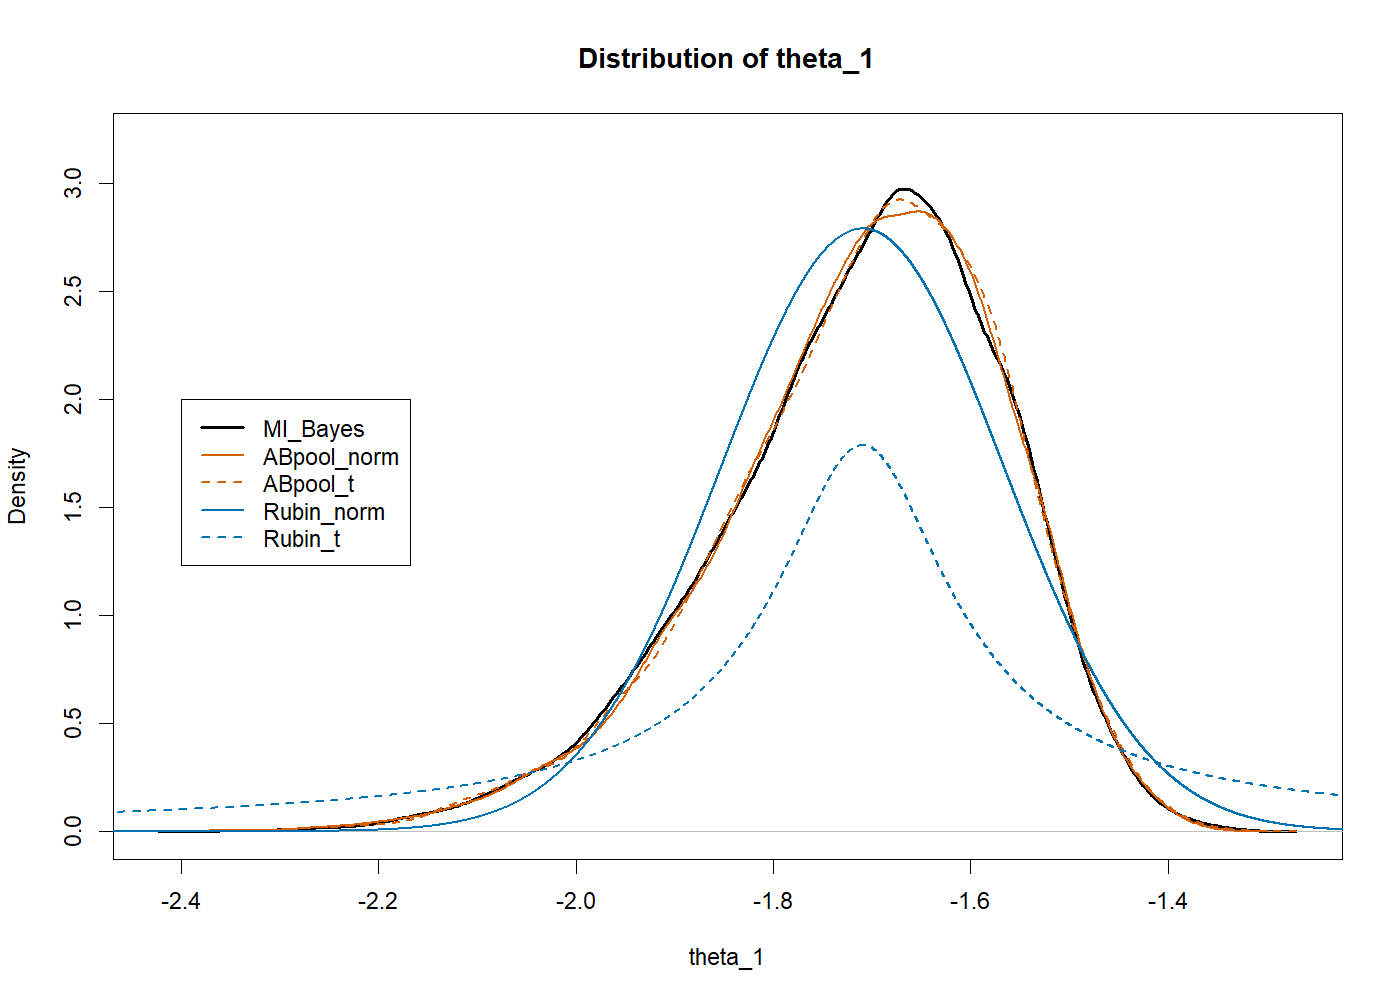 Distribution of theta_1
Density
3.0
2.5
2.0
1.5
1.0
0.5
0.0
MI_Bayes
ABpool_norm
ABpool_t
Rubin_norm
Rubin_t
-2.4 -2.2 -2.0 -1.8 -1.6 -1.4
theta_1